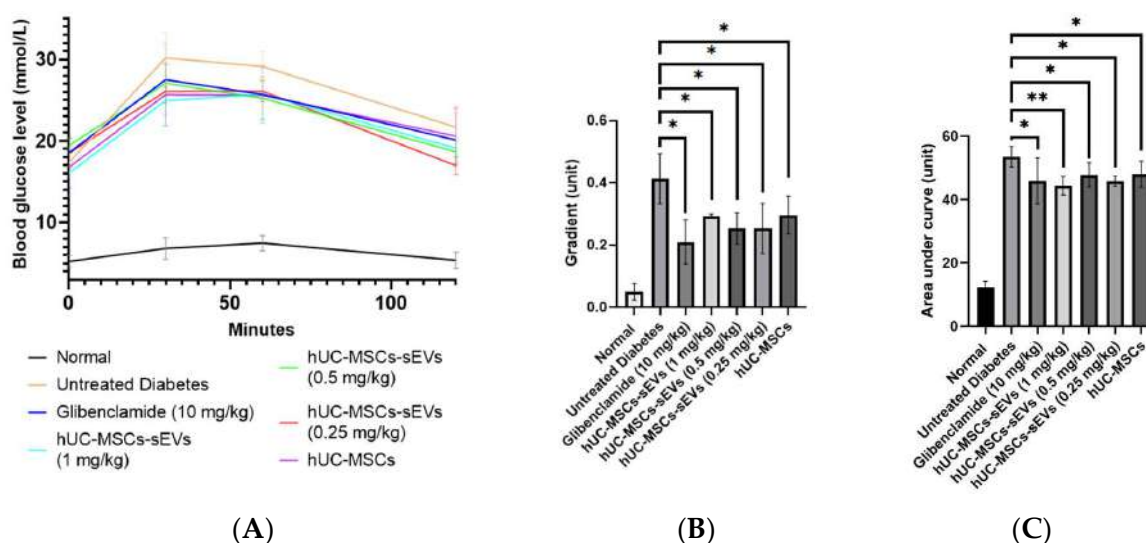 Blood glucose level (mmol/L)
30
20
10
0
50
100
Minutes
Normal
Untreated Diabetes
Glibenclamide (10 mg/kg)
hUC-MSCs-sEVs
(1 mg/kg)
hUC-MSCs-sEVs
(0.5 mg/kg)
hUC-MSCs-sEVs
(0.25 mg/kg)
hUC-MSCs
(A)
Gradient (unit)
0.6
0.4
0.2
0.0
*
*
*
*
*
Normal
Untreated Diabetes
Glibenclamide (10 mg/kg)
hUC-MSCs-sEVs (1 mg/kg)
hUC-MSCs-sEVs (0.5 mg/kg)
hUC-MSCs-sEVs (0.25 mg/kg)
hUC-MSCs
(B)
Area under curve (unit)
60
40
20
0
*
*
*
**
*
Normal
Untreated Diabetes
Glibenclamide (10 mg/kg)
hUC-MSCs-sEVs (1 mg/kg)
hUC-MSCs-sEVs (0.5 mg/kg)
hUC-MSCs-sEVs (0.25 mg/kg)
hUC-MSCs
(C)